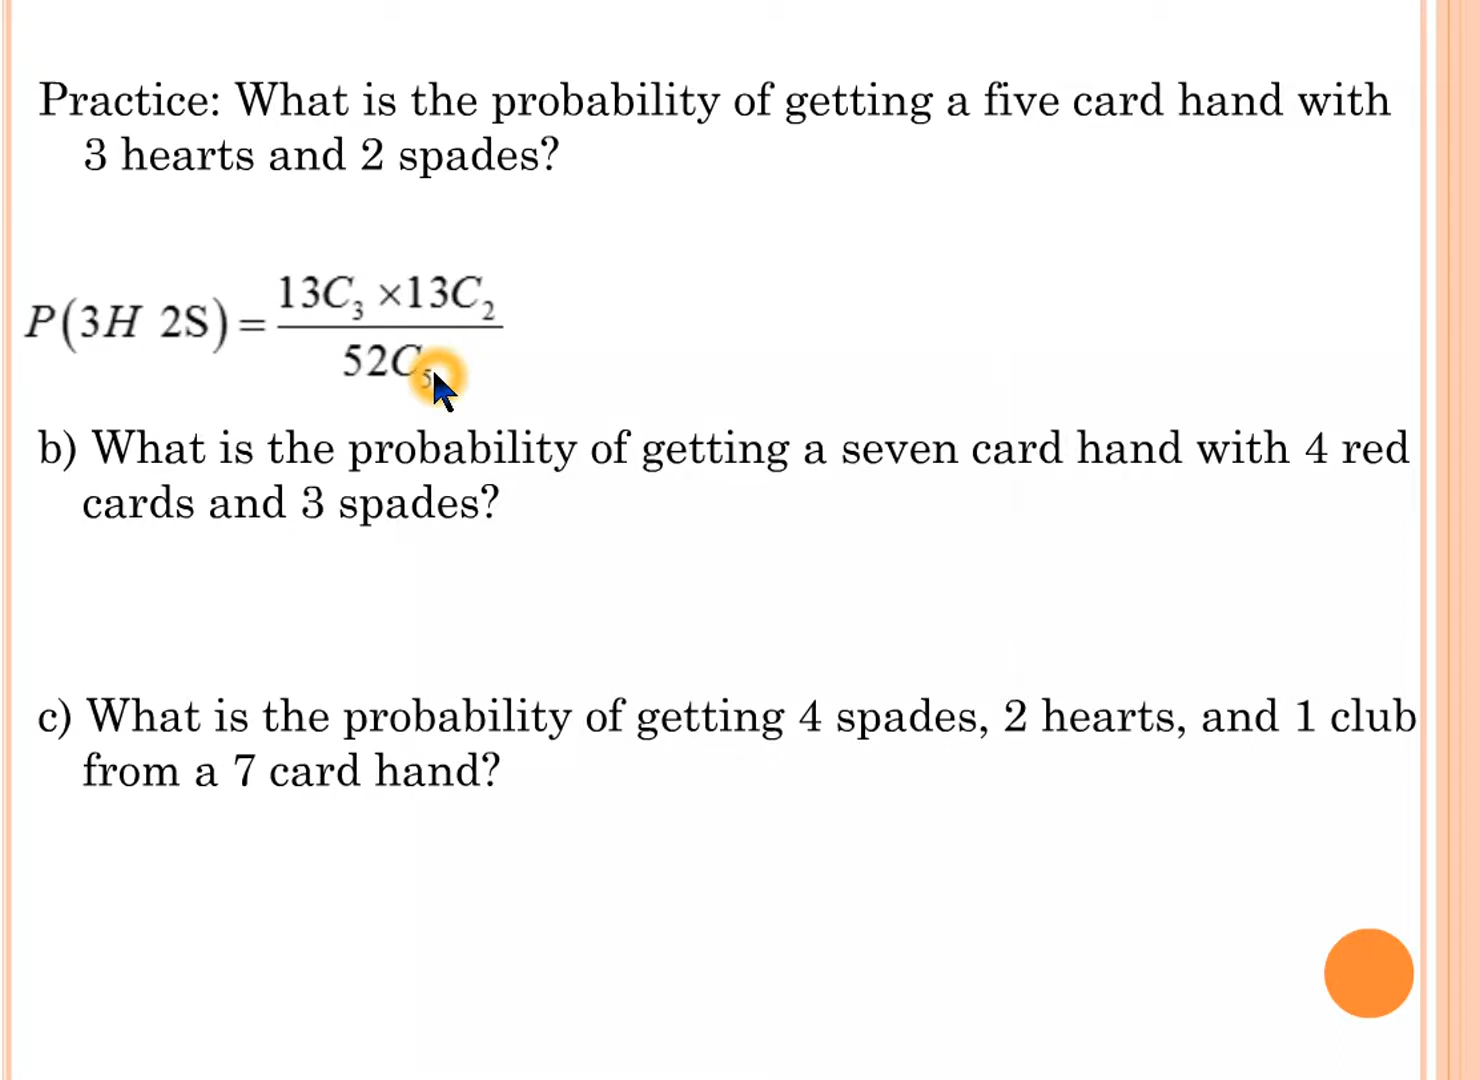 Practice: What is the probability of getting a five card hand with
3 hearts and 2 spades?
P(3H 2S) = 13C₃ ×13C₂ / 52C₅
b) What is the probability of getting a seven card hand with 4 red
cards and 3 spades?
c) What is the probability of getting 4 spades, 2 hearts, and 1 club
from a 7 card hand?